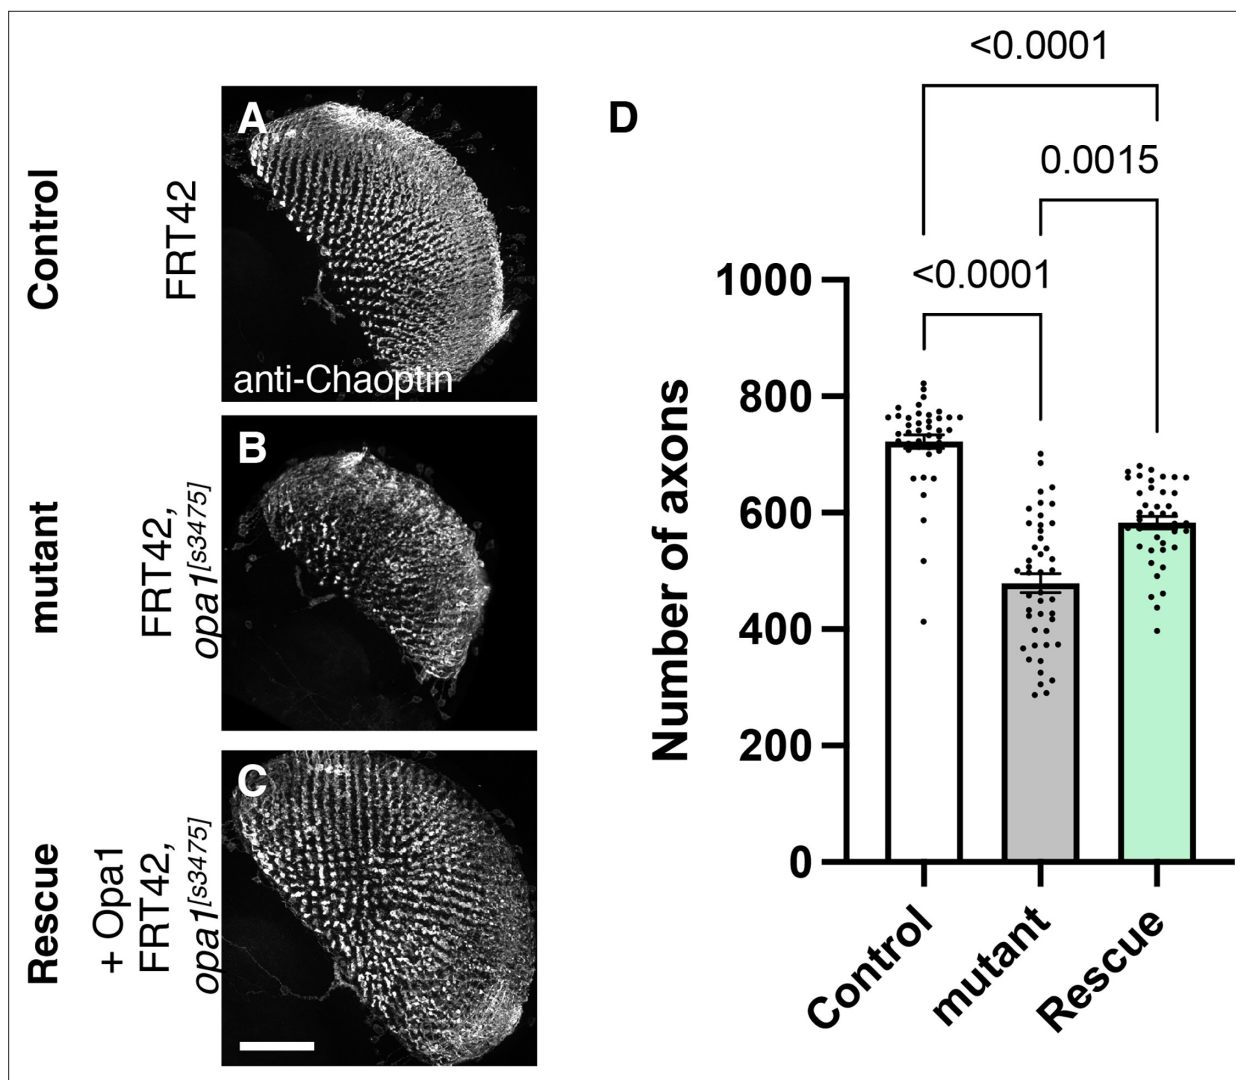 Control
FRT42
A
anti-Chaoptin
mutant
FRT42,
opa1[s3475]
B
Rescue
+ Opa1
FRT42,
opa1[s3475]
C
D
<0.0001
0.0015
<0.0001
Number of axons
1000
800
600
400
200
0
Control
mutant
Rescue